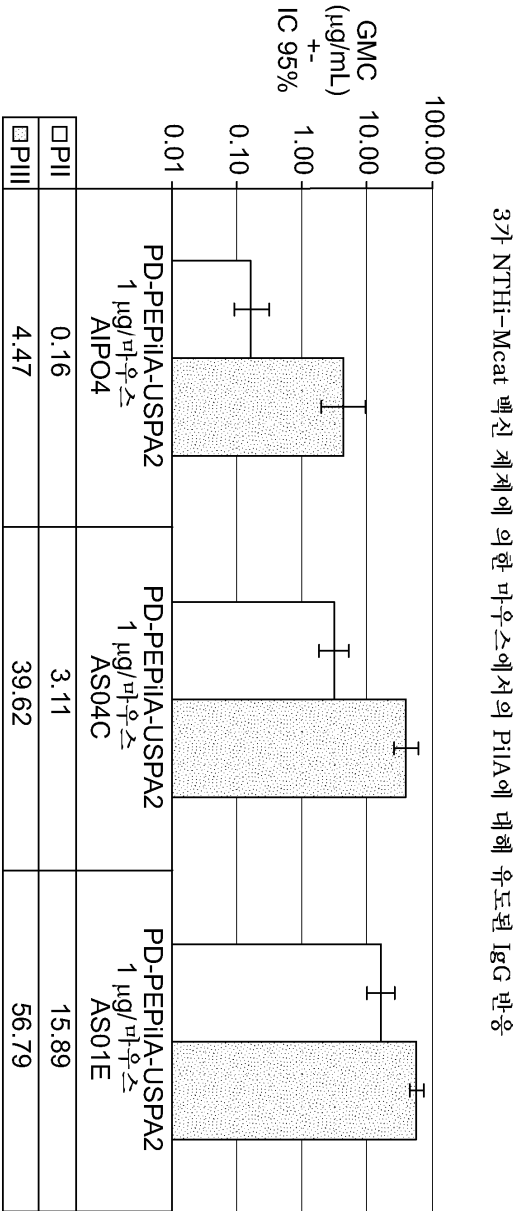 3가 NTHi-Mcat 백신 제제에 의한 마우스에서의 PilA에 대해 유도된 IgG 반응
GMC
(μg/mL)
+-
IC 95%
100.00
10.00
1.00
0.10
0.01
PD-PEPilA-USPA2
1 μg/마우스
AlPO4
PD-PEPilA-USPA2
1 μg/마우스
AS04C
PD-PEPilA-USPA2
1 μg/마우스
AS01E
PII 0.16 3.11 15.89
PIII 4.47 39.62 56.79